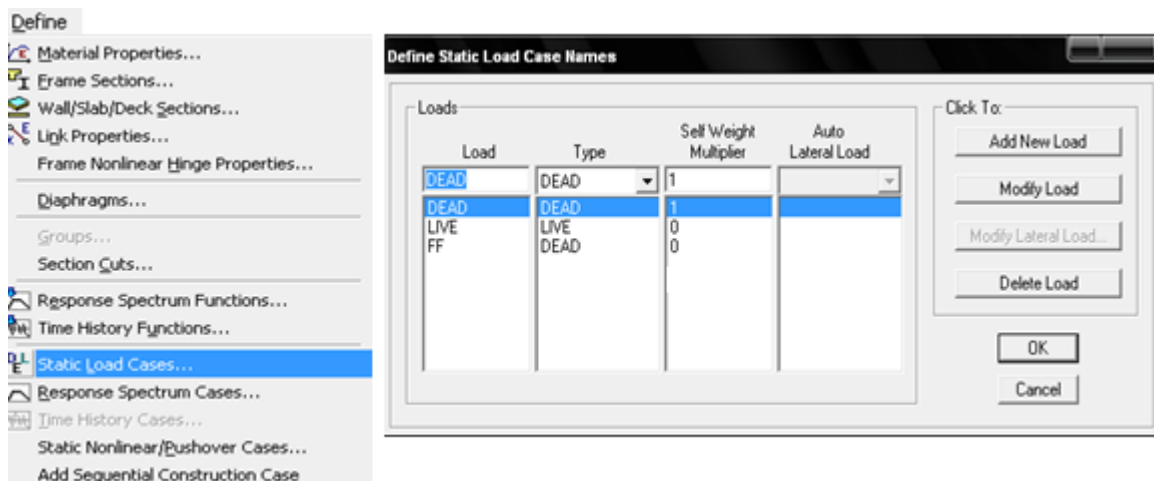 Define
Material Properties...
Frame Sections...
Wall/Slab/Deck Sections...
Link Properties...
Frame Nonlinear Hinge Properties...
Diaphragms...
Groups...
Section Cuts...
Response Spectrum Functions...
Time History Functions...
Static Load Cases...
Response Spectrum Cases...
Time History Cases...
Static Nonlinear/Pushover Cases...
Add Sequential Construction Case
Define Static Load Case Names
Loads
Load Type Self Weight Multiplier Auto Lateral Load
DEAD DEAD 1
DEAD DEAD 1
LIVE LIVE 0
FF DEAD 0
Click To:
Add New Load
Modify Load
Modify Lateral Load...
Delete Load
OK
Cancel